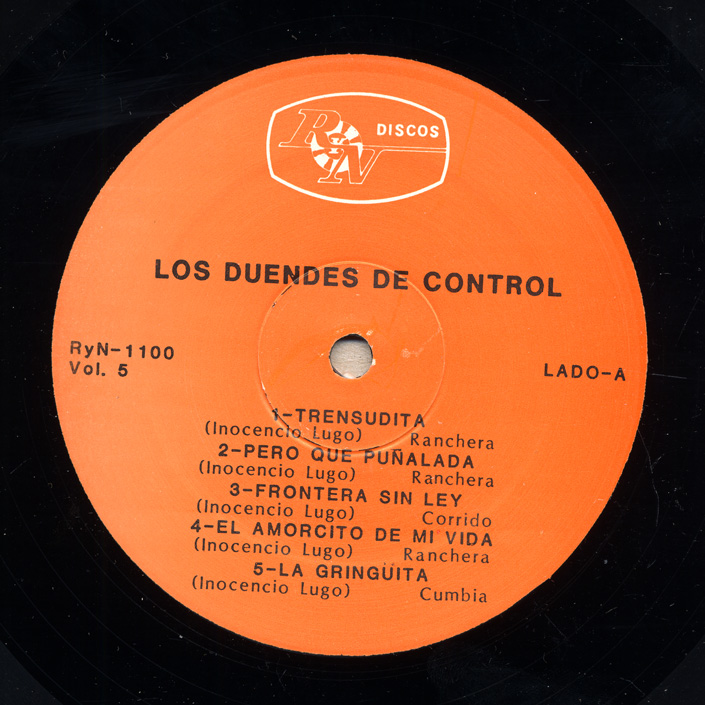 RyN DISCOS
LOS DUENDES DE CONTROL
RyN-1100
Vol. 5
LADO-A
1-TRENSUDITA
(Inocencio Lugo) Ranchera
2-PERO QUE PUÑALADA
(Inocencio Lugo) Ranchera
3-FRONTERA SIN LEY
(Inocencio Lugo) Corrido
4-EL AMORCITO DE MI VIDA
(Inocencio Lugo) Ranchera
5-LA GRINGÜITA
(Inocencio Lugo) Cumbia